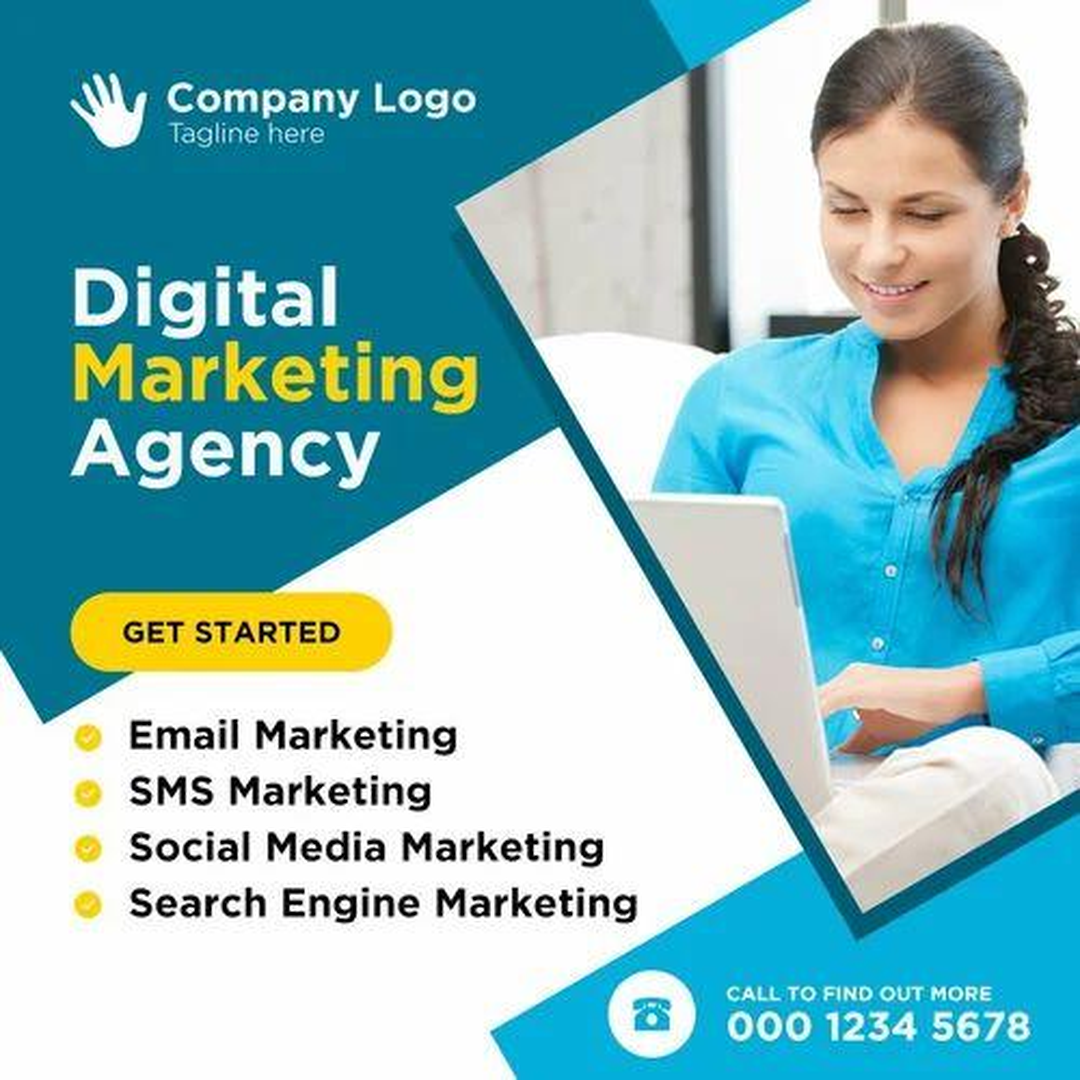 Company Logo
Tagline here
Digital
Marketing
Agency
GET STARTED
Email Marketing
SMS Marketing
Social Media Marketing
Search Engine Marketing
CALL TO FIND OUT MORE
000 1234 5678